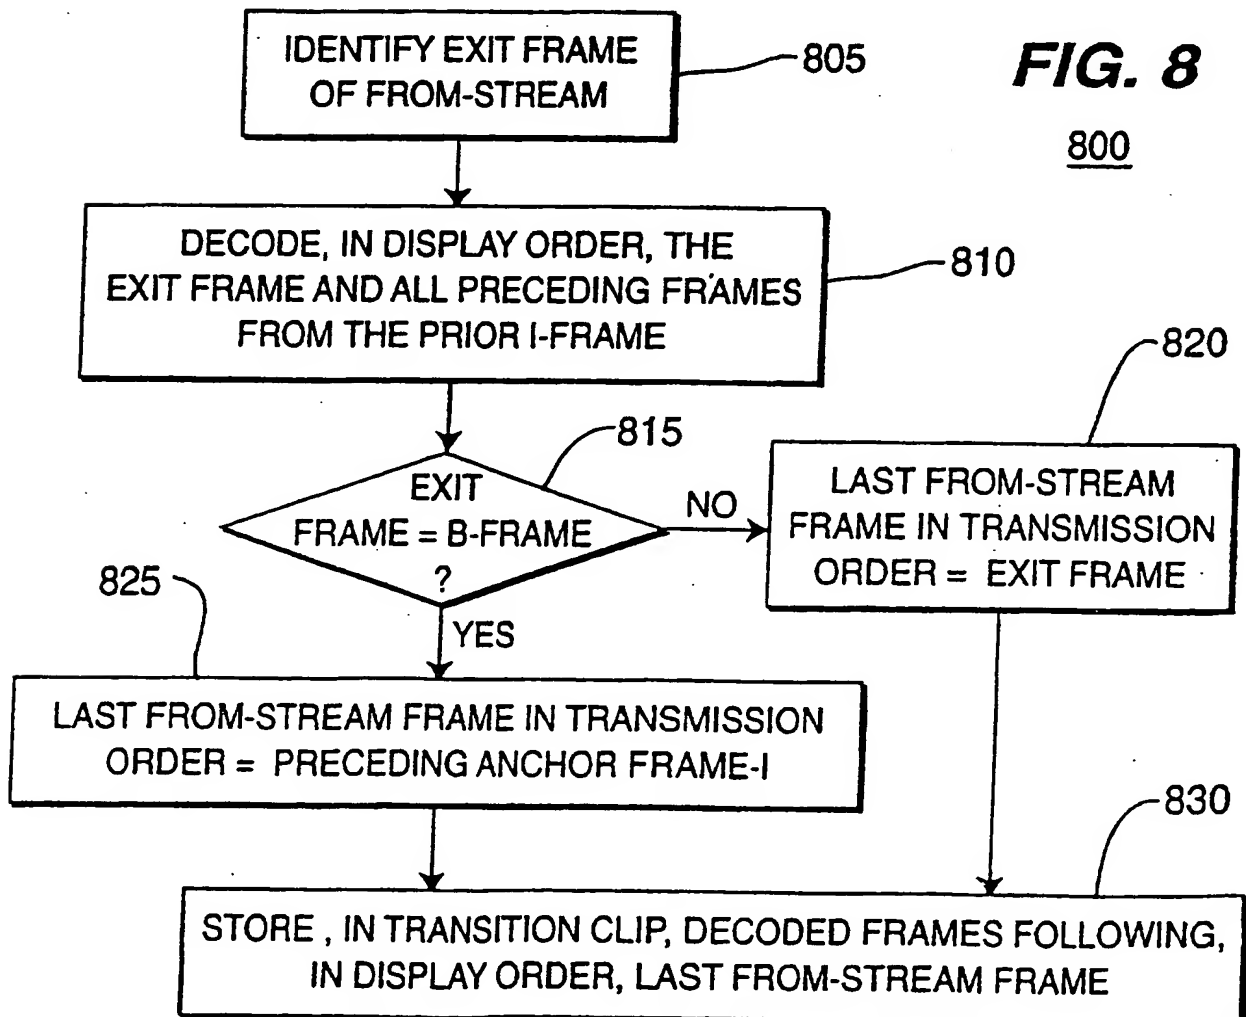 IDENTIFY EXIT FRAME
OF FROM-STREAM
805
FIG. 8
800
DECODE, IN DISPLAY ORDER, THE
EXIT FRAME AND ALL PRECEDING FRAMES
FROM THE PRIOR I-FRAME
810
815
EXIT
FRAME = B-FRAME
?
NO
820
LAST FROM-STREAM
FRAME IN TRANSMISSION
ORDER = EXIT FRAME
825
YES
LAST FROM-STREAM FRAME IN TRANSMISSION
ORDER = PRECEDING ANCHOR FRAME-I
830
STORE , IN TRANSITION CLIP, DECODED FRAMES FOLLOWING,
IN DISPLAY ORDER, LAST FROM-STREAM FRAME